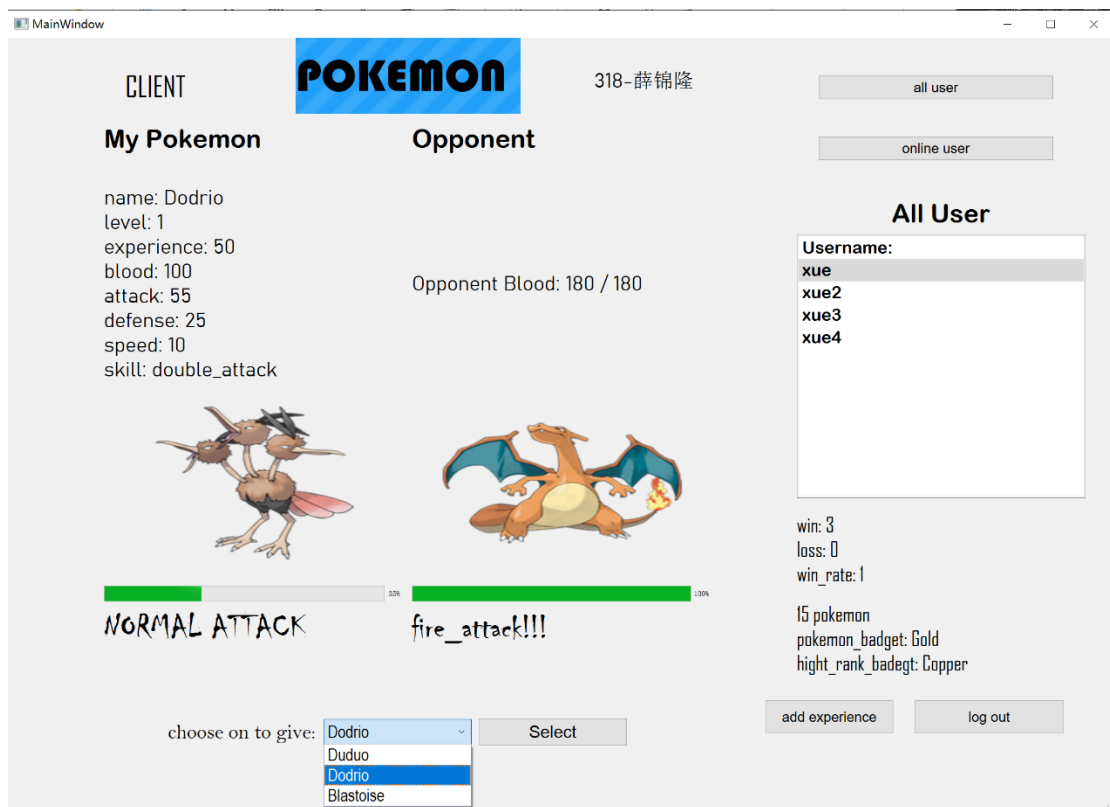 MainWindow
CLIENT
POKEMON
318-薛锦隆
all user
My Pokemon
Opponent
online user
name: Dodrio
level: 1
experience: 50
blood: 100
attack: 55
defense: 25
speed: 10
skill: double_attack
Opponent Blood: 180 / 180
All User
Username:
xue
xue2
xue3
xue4
35%
100%
NORMAL ATTACK
fire_attack!!!
win: 3
loss: 0
win_rate: 1
15 pokemon
pokemon_badget: Gold
hight_rank_badegt: Copper
add experience
log out
choose on to give:
Dodrio
Select
Duduo
Dodrio
Blastoise